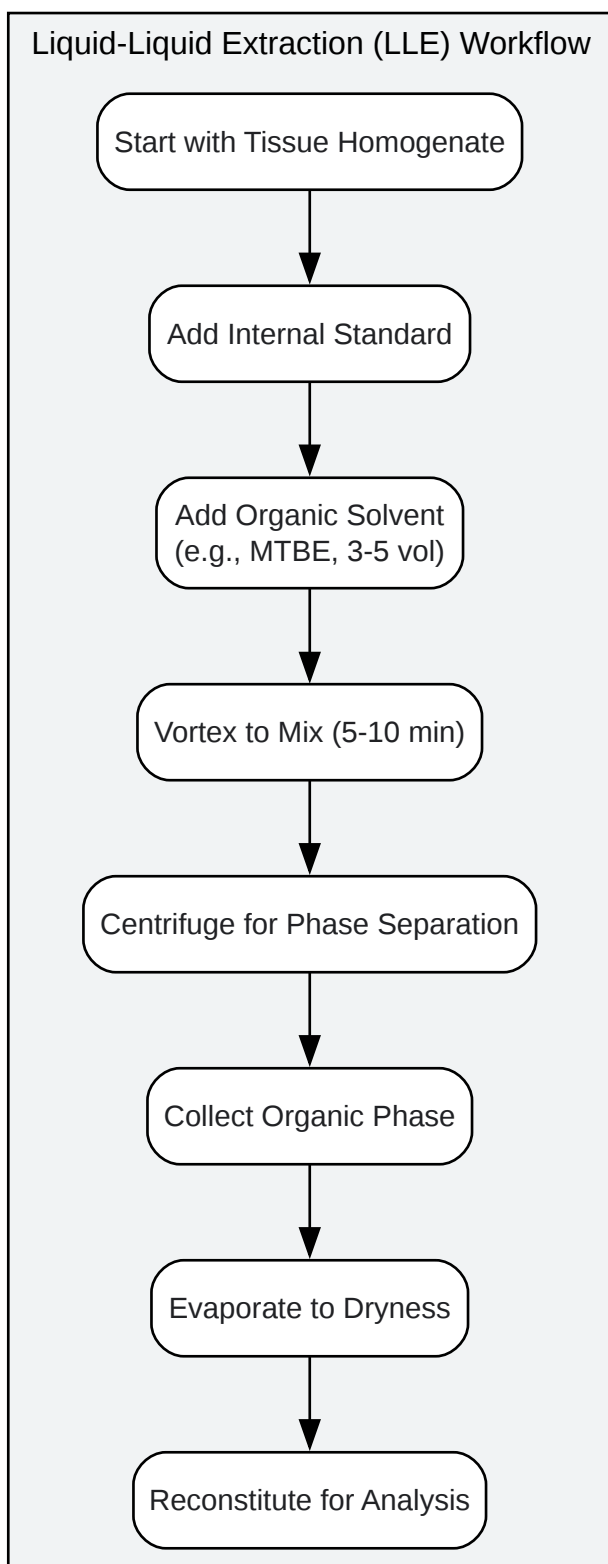 Liquid-Liquid Extraction (LLE) Workflow
Start with Tissue Homogenate
Add Internal Standard
Add Organic Solvent
(e.g., MTBE, 3-5 vol)
Vortex to Mix (5-10 min)
Centrifuge for Phase Separation
Collect Organic Phase
Evaporate to Dryness
Reconstitute for Analysis